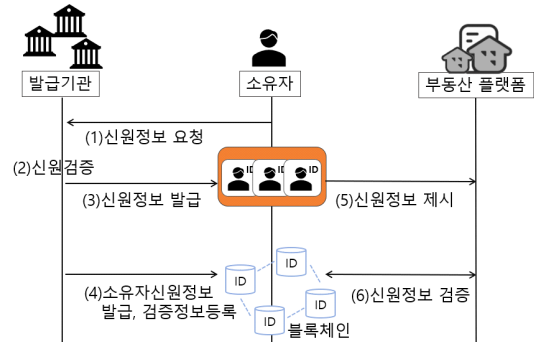 발급기관
소유자
부동산 플랫폼
(1)신원정보 요청
(2)신원검증
ID
ID
ID
(3)신원정보 발급
(5)신원정보 제시
ID
ID
ID
ID
(4)소유자신원정보
발급, 검증정보등록
(6)신원정보 검증
블록체인